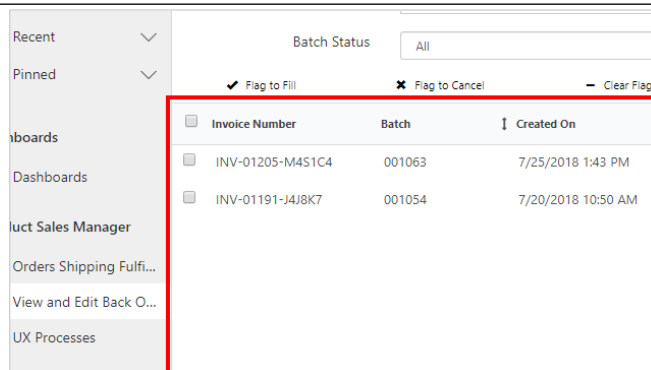 Recent
Pinned
nboards
Dashboards
luct Sales Manager
Orders Shipping Fulfi...
View and Edit Back O...
UX Processes
Batch Status All
Flag to Fill Flag to Cancel Clear Flag
Invoice Number Batch Created On
INV-01205-M4S1C4 001063 7/25/2018 1:43 PM
INV-01191-J4J8K7 001054 7/20/2018 10:50 AM